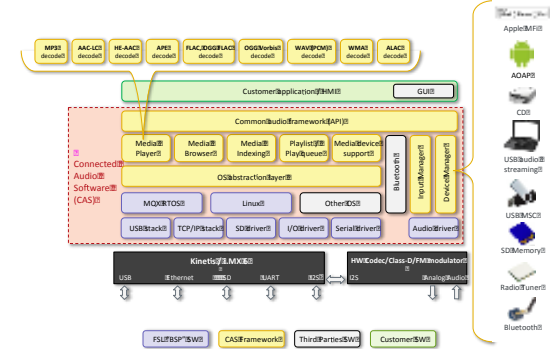 MP3 AAC-LC HE-AAC APE FLAC,OGGFLAC OGGVorbis WAV(PCM) WMA ALAC
decode decode decode decode decode decode decode decode decode
Apple MFi
AOAP
Customer application / HMI GUI
CD
Common audio framework (API)
Media Player Media Browser Media Indexing Playlist / Play queue Media device support
Bluetooth
Input Manager
Device Manager
Connected
Audio
Software
(CAS)
OS abstraction layer
USB audio
streaming
MQX RTOS Linux Other OS
USB stack TCP/IP stack SD driver I/O driver Serial driver Audio driver
USB MSC
Kinetis / i.MX HW Codec/Class-D/FM modulator
USB Ethernet SD UART I2S I2S Analog Audio
SD Memory
Radio Tuner
Bluetooth
FSL "BSP" SW CAS Framework Third Parties SW Customer SW